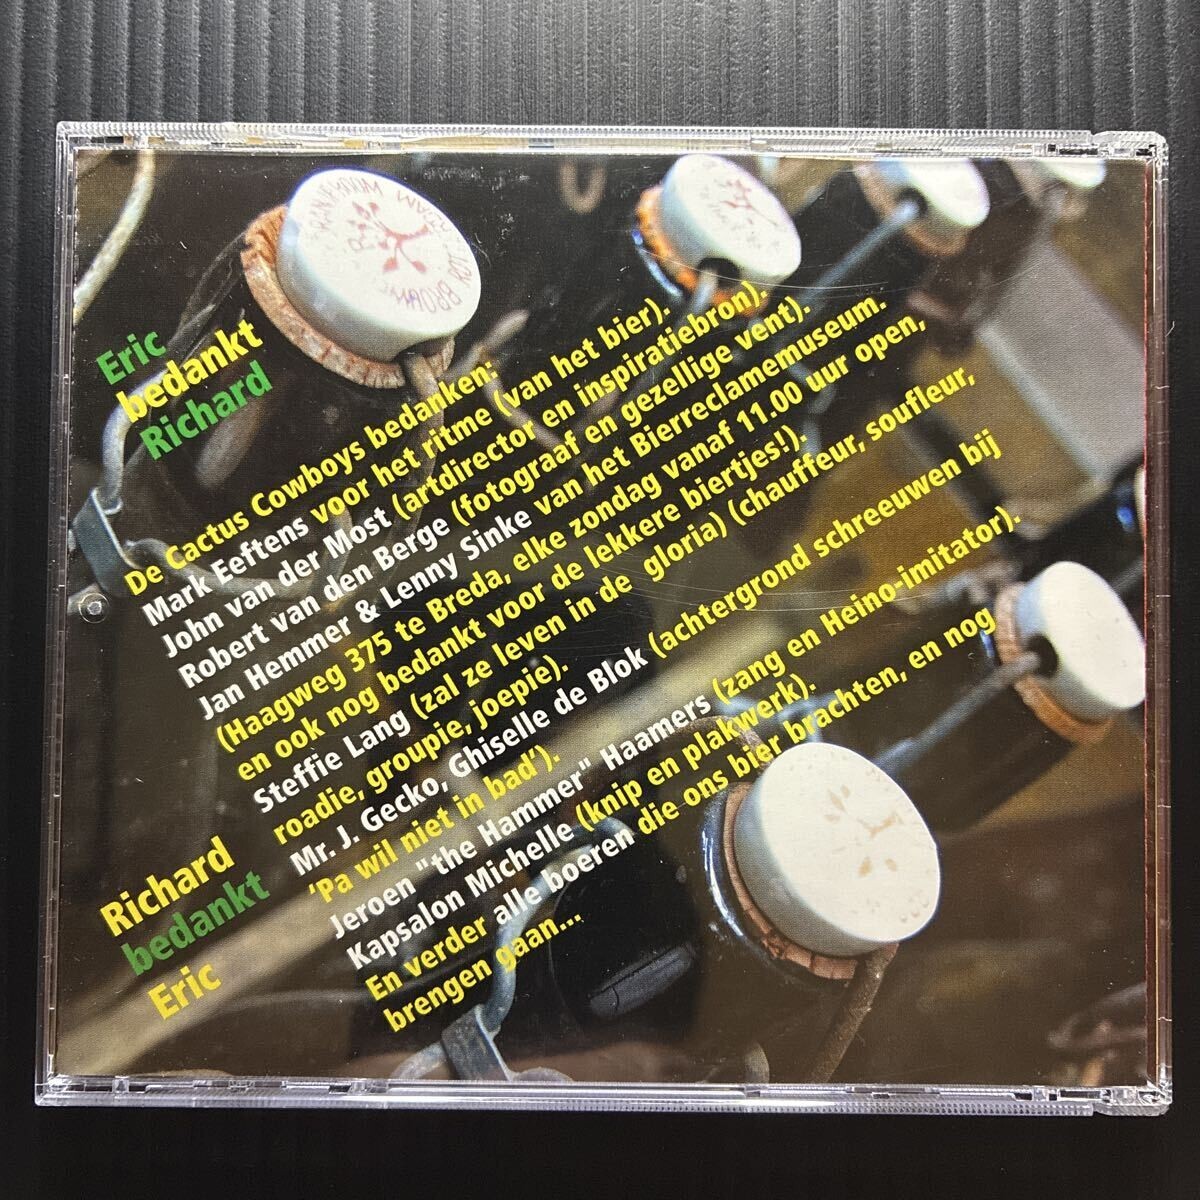 Eric
bedankt
Richard
De Cactus Cowboys bedanken:
Mark Eeftens voor het ritme (van het bier).
John van der Most (artdirector en inspiratiebron).
Robert van den Berge (fotograaf en gezellige vent).
Jan Hemmer & Lenny Sinke van het Bierreclamemuseum.
(Haagweg 375 te Breda, elke zondag vanaf 11.00 uur open,
en ook nog bedankt voor de lekkere biertjes!).
Steffie Lang (zal ze leven in de gloria) (chauffeur, soufleur,
roadie, groupie, joepie).
Mr. J. Gecko, Ghiselle de Blok (achtergrond schreeuwen bij
‘Pa wil niet in bad’).
Jeroen "the Hammer" Haamers (zang en Heino-imitator).
Kapsalon Michelle (knip en plakwerk).
En verder alle boeren die ons bier brachten, en nog
brengen gaan...
Richard
bedankt
Eric